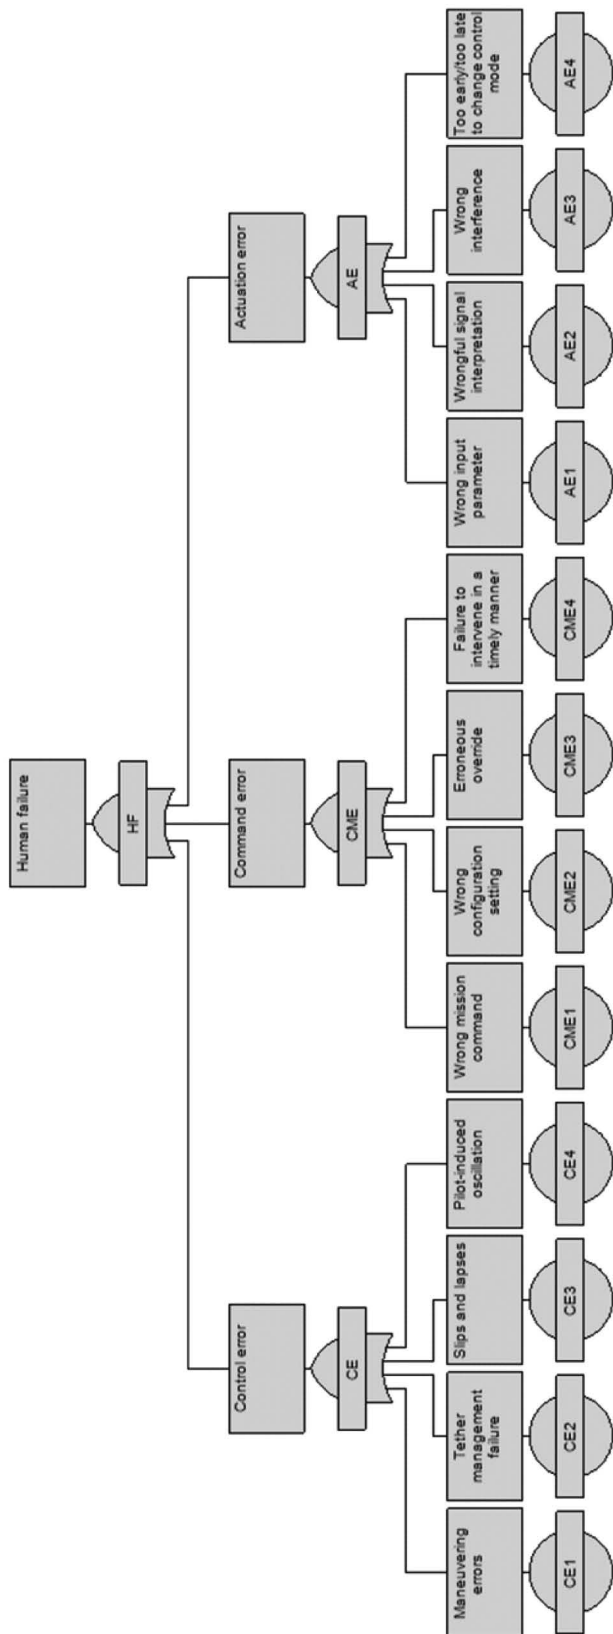 Human failure
HF
Control error
CE
Command error
CME
Actuation error
AE
Maneuvering
errors
CE1
Tether
management
failure
CE2
Slips and lapses
CE3
Pilot-induced
oscillation
CE4
Wrong mission
command
CME1
Wrong
configuration
setting
CME2
Erroneous
override
CME3
Failure to
intervene in a
timely manner
CME4
Wrong input
parameter
AE1
Wrongful signal
interpretation
AE2
Wrong
interference
AE3
Too early/too late
to change control
mode
AE4